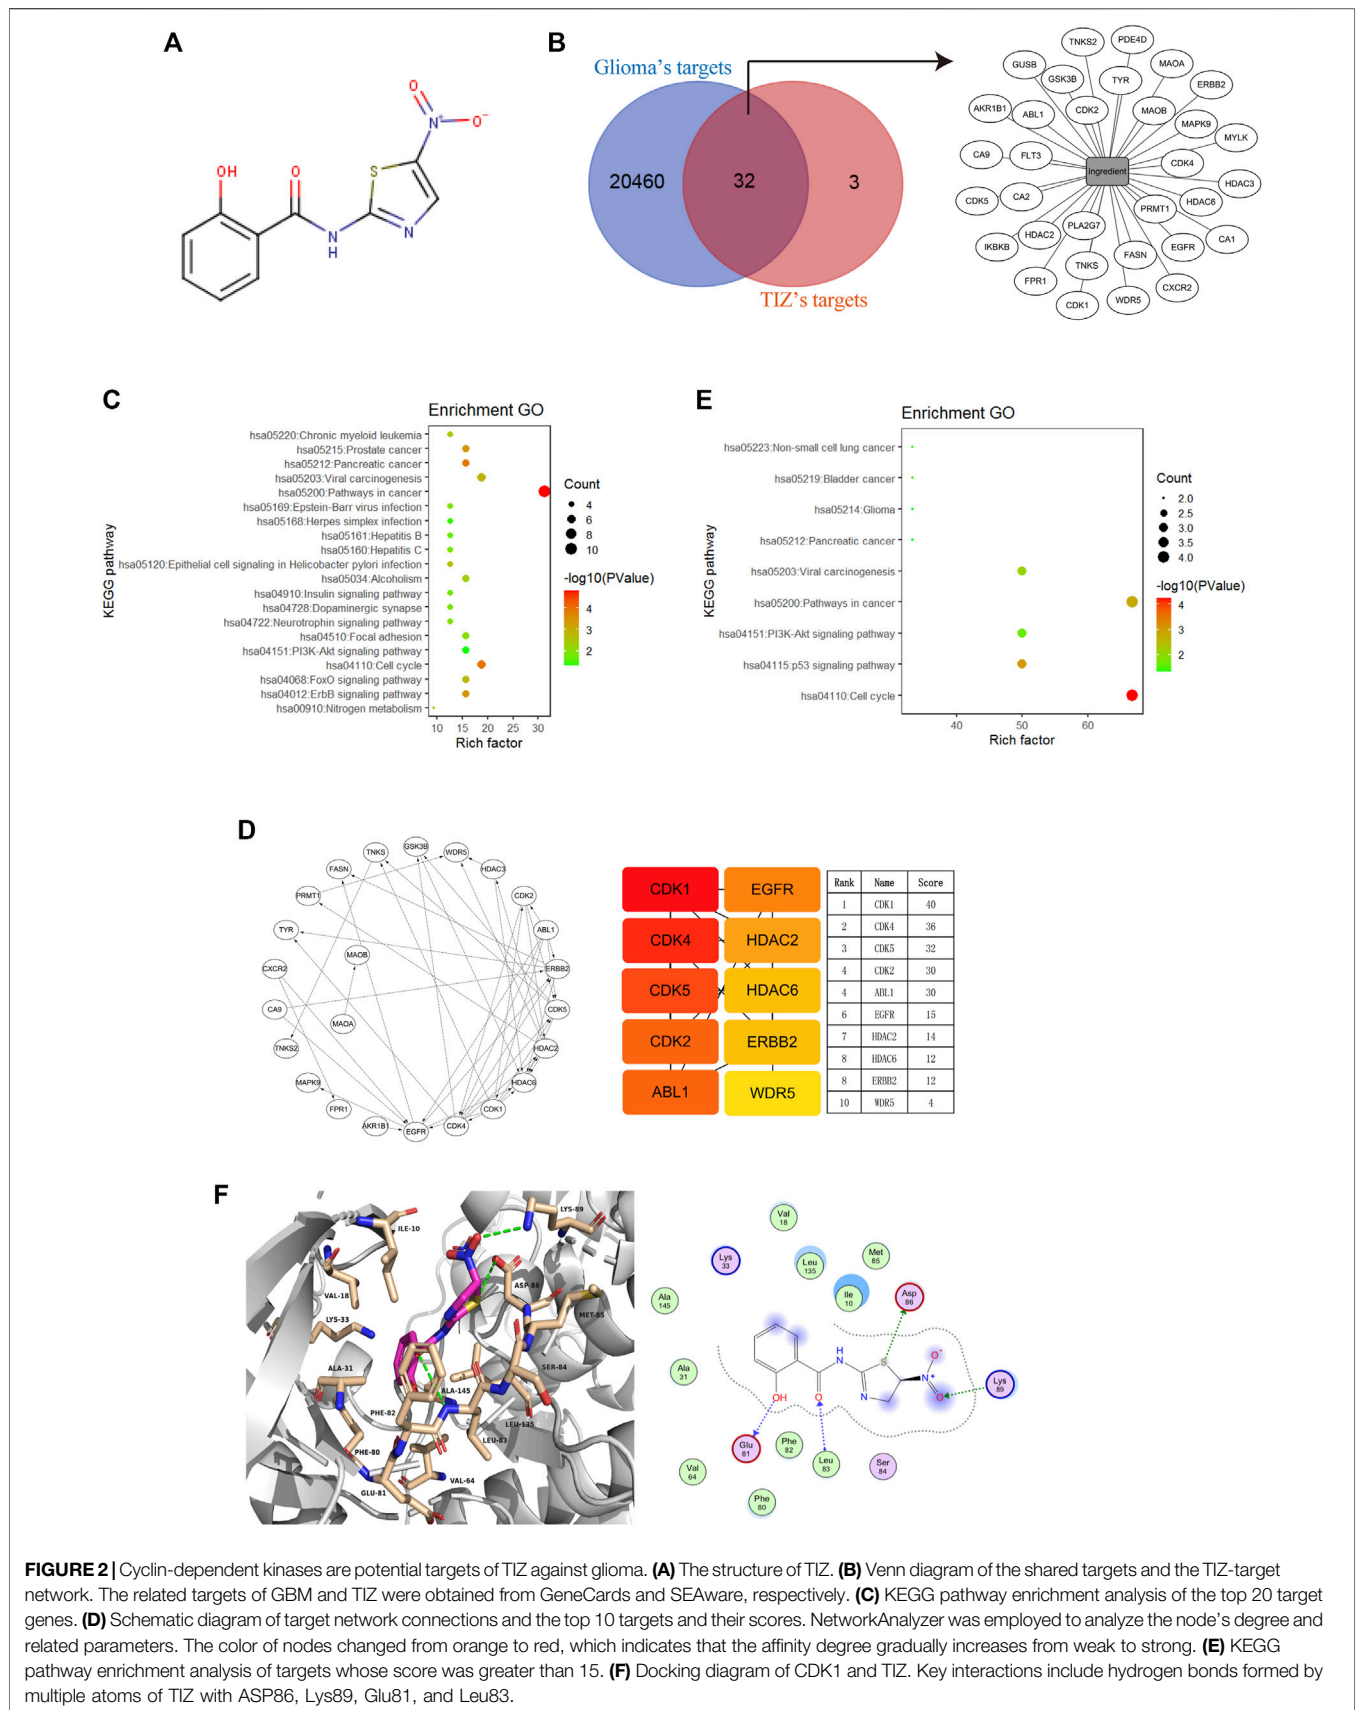 A
OH
O
N
H
S
N
N+
O
O-
B
Glioma's targets
20460
32
3
TIZ's targets
TNKS2
PDE4D
GUSB
GSK3B
TYR
MAOA
ERBB2
AKR1B1
ABL1
CDK2
MAOB
MAPK9
MYLK
CA9
FLT3
CDK4
ingredient
HDAC3
CDK5
CA2
PRMT1
HDAC6
IKBKB
HDAC2
PLA2G7
EGFR
CA1
FPR1
TNKS
FASN
CXCR2
CDK1
WDR5
C
Enrichment GO
KEGG pathway
hsa05220:Chronic myeloid leukemia
hsa05215:Prostate cancer
hsa05212:Pancreatic cancer
hsa05203:Viral carcinogenesis
hsa05200:Pathways in cancer
hsa05169:Epstein-Barr virus infection
hsa05168:Herpes simplex infection
hsa05161:Hepatitis B
hsa05160:Hepatitis C
hsa05120:Epithelial cell signaling in Helicobacter pylori infection
hsa05034:Alcoholism
hsa04910:Insulin signaling pathway
hsa04728:Dopaminergic synapse
hsa04722:Neurotrophin signaling pathway
hsa04510:Focal adhesion
hsa04151:PI3K-Akt signaling pathway
hsa04110:Cell cycle
hsa04068:FoxO signaling pathway
hsa04012:ErbB signaling pathway
hsa00910:Nitrogen metabolism
10 15 20 25 30
Rich factor
Count
4
6
8
10
-log10(PValue)
4
3
2
E
Enrichment GO
KEGG pathway
hsa05223:Non-small cell lung cancer
hsa05219:Bladder cancer
hsa05214:Glioma
hsa05212:Pancreatic cancer
hsa05203:Viral carcinogenesis
hsa05200:Pathways in cancer
hsa04151:PI3K-Akt signaling pathway
hsa04115:p53 signaling pathway
hsa04110:Cell cycle
40 50 60
Rich factor
Count
2.0
2.5
3.0
3.5
4.0
-log10(PValue)
4
3
2
D
GSK3B
TNKS
WDR5
FASN
HDAC3
PRMT1
CDK2
TYR
ABL1
MAOB
CXCR2
ERBB2
CA9
MAOA
CDK5
TNKS2
HDAC2
MAPK9
HDAC6
FPR1
CDK1
AKR1B1
EGFR
CDK4
CDK1 EGFR
CDK4 HDAC2
CDK5 HDAC6
CDK2 ERBB2
ABL1 WDR5
Rank Name Score
1 CDK1 40
2 CDK4 36
3 CDK5 32
4 CDK2 30
4 ABL1 30
6 EGFR 15
7 HDAC2 14
8 HDAC6 12
8 ERBB2 12
10 WDR5 4
F
ILE-10
LYS-89
VAL-18
ASP-86
LYS-33
MET-85
ALA-31
SER-84
ALA-145
PHE-82
LEU-135
LEU-83
PHE-80
VAL-64
GLU-81
Val 18
Lys 33
Leu 135
Met 85
Ile 10
Asp 86
Ala 145
Ala 31
H
NH
S
O-
N+
O
N
O
OH
Lys 89
Glu 81
Phe 82
Leu 83
Ser 84
Val 64
Phe 80
FIGURE 2 | Cyclin-dependent kinases are potential targets of TIZ against glioma. (A) The structure of TIZ. (B) Venn diagram of the shared targets and the TIZ-target
network. The related targets of GBM and TIZ were obtained from GeneCards and SEAware, respectively. (C) KEGG pathway enrichment analysis of the top 20 target
genes. (D) Schematic diagram of target network connections and the top 10 targets and their scores. NetworkAnalyzer was employed to analyze the node's degree and
related parameters. The color of nodes changed from orange to red, which indicates that the affinity degree gradually increases from weak to strong. (E) KEGG
pathway enrichment analysis of targets whose score was greater than 15. (F) Docking diagram of CDK1 and TIZ. Key interactions include hydrogen bonds formed by
multiple atoms of TIZ with ASP86, Lys89, Glu81, and Leu83.